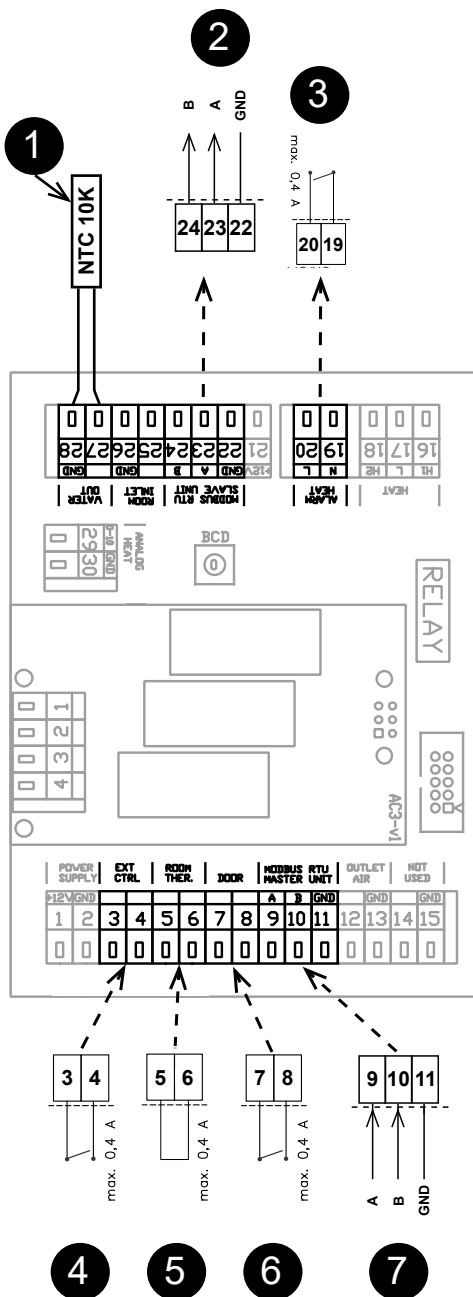 2
3
1
B A GND
max. 0,4 A
NTC 10K
24 23 22
20 19
28 27 26 25 24 23 22 21
20 19
18 17 16
GND GND B A GND +12V
L N
H2 L H1
VATER OUT
ROOM INLET
MODBUS RTU
SLAVE UNIT
ALARM HEAT
HEAT
29 30
0-10 GND
ANALOG HEAT
BCD
0
RELAY
1
2
3
4
AC3-v1
POWER SUPPLY
EXT CTRL
ROOM THER.
DOOR
MODBUS RTU MASTER UNIT
OUTLET AIR
NOT USED
+12V GND A B GND GND GND
1 2 3 4 5 6 7 8 9 10 11 12 13 14 15
3 4
5 6
7 8
9 10 11
max. 0,4 A
max. 0,4 A
max. 0,4 A
A B GND
4
5
6
7